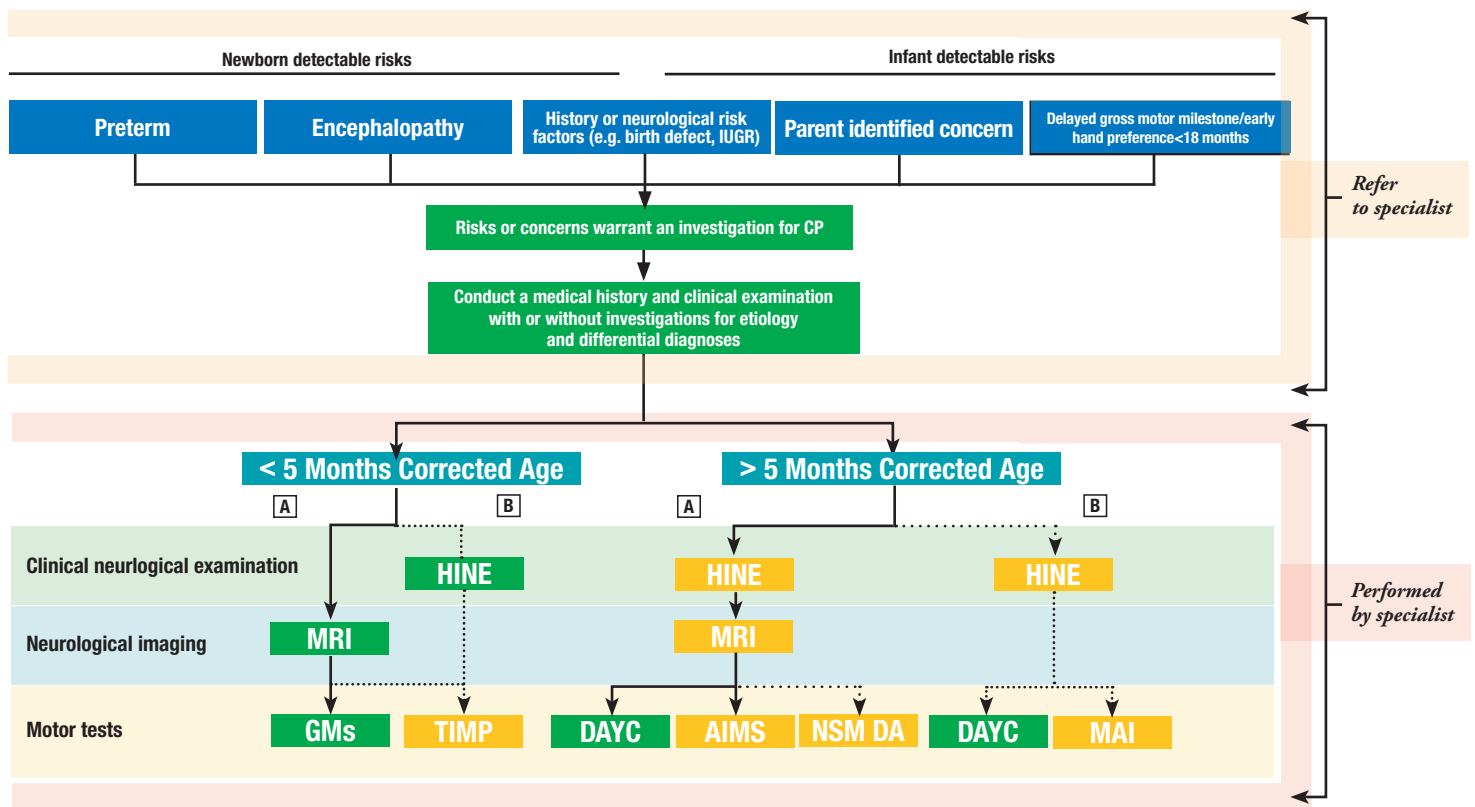 Newborn detectable risks
Infant detectable risks
Preterm
Encephalopathy
History or neurological risk
factors (e.g. birth defect, IUGR)
Parent identified concern
Delayed gross motor milestone/early
hand preference<18 months
Refer
to specialist
Risks or concerns warrant an investigation for CP
Conduct a medical history and clinical examination
with or without investigations for etiology
and differential diagnoses
< 5 Months Corrected Age
> 5 Months Corrected Age
A
B
A
B
Clinical neurlogical examination
HINE
HINE
HINE
Performed
by specialist
Neurological imaging
MRI
MRI
Motor tests
GMs
TIMP
DAYC
AIMS
NSM DA
DAYC
MAI